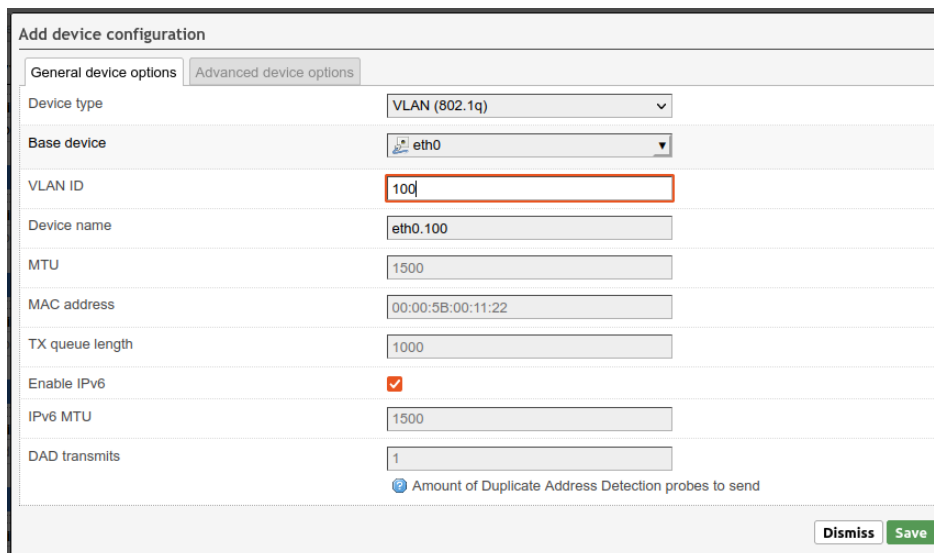 Add device configuration
General device options Advanced device options
Device type VLAN (802.1q)
Base device eth0
VLAN ID 100
Device name eth0.100
MTU 1500
MAC address 00:00:5B:00:11:22
TX queue length 1000
Enable IPv6
IPv6 MTU 1500
DAD transmits 1
Amount of Duplicate Address Detection probes to send
Dismiss Save